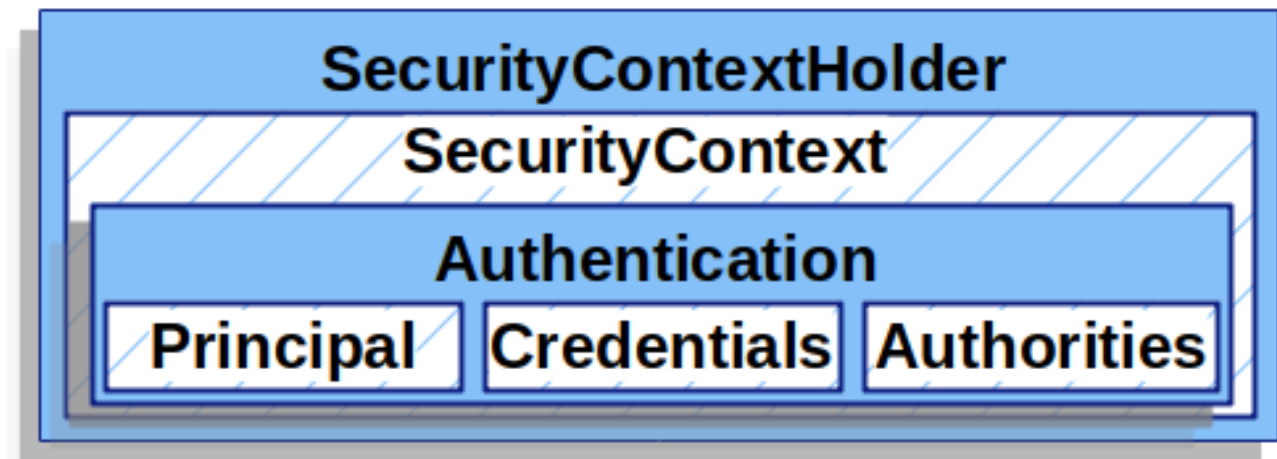 SecurityContextHolder
SecurityContext
Authentication
Principal Credentials Authorities